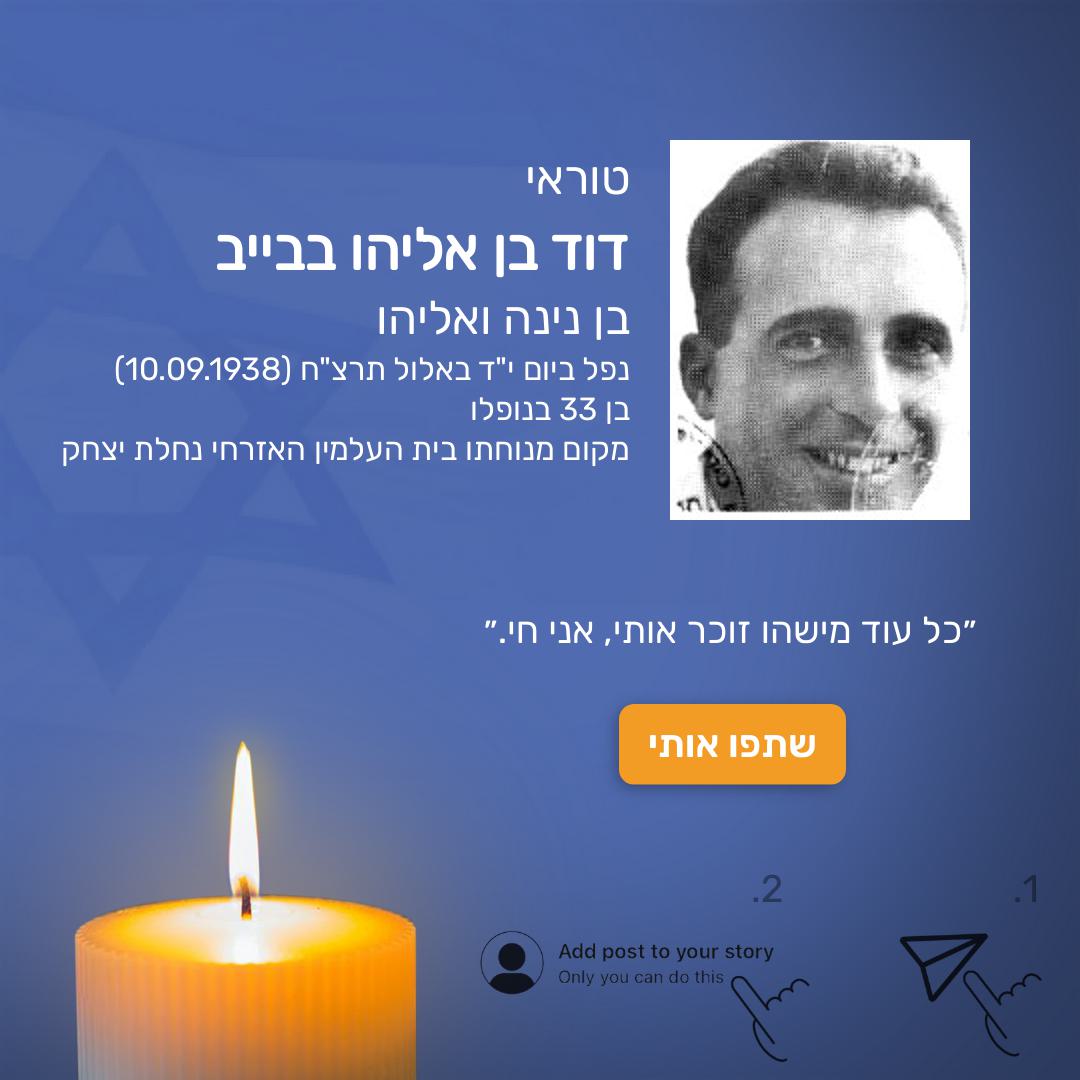 טוראי
דוד בן אליהו בבייב
בן נינה ואליהו
נפל ביום י"ד באלול תרצ"ח (10.09.1938)
בן 33 בנופלו
מקום מנוחתו בית העלמין האזרחי נחלת יצחק
״כל עוד מישהו זוכר אותי, אני חי.״
שתפו אותי
1.
2.
Add post to your story
Only you can do this